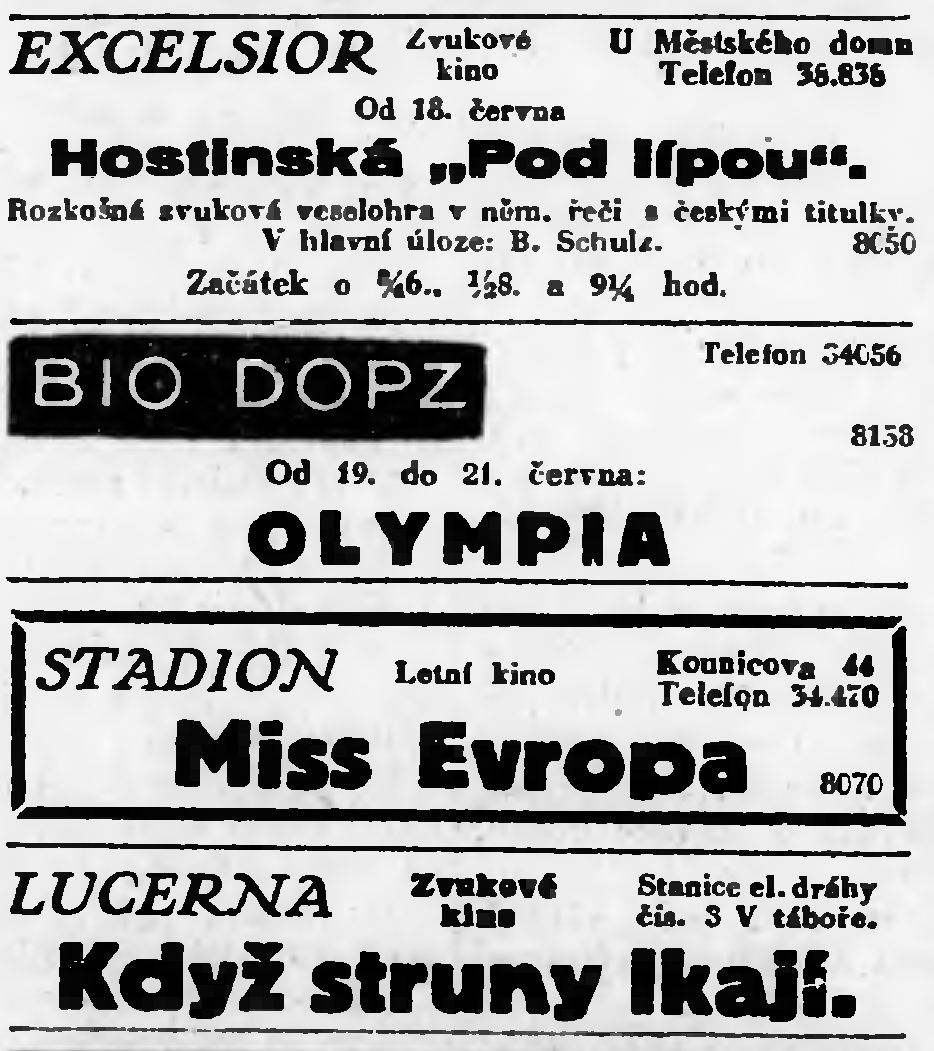 EXCELSIOR Zvukové kino U Městského domu Telefon 38.838
Od 18. června
Hostinská „Pod lípou“.
Rozkošná zvuková veselohra v něm. řeči s českými titulky.
V hlavní úloze: B. Schulz. 8050
Začátek o ¾6., ½8. a 9¼ hod.
BIO DOPZ
Telefon 34056
8158
Od 19. do 21. června:
OLYMPIA
STADION Letní kino Kounicova 44 Telefon 34.470
Miss Evropa 8070
LUCERNA Zvukové kino Stanice el. dráhy čís. 3 V táboře.
Když struny lkají.